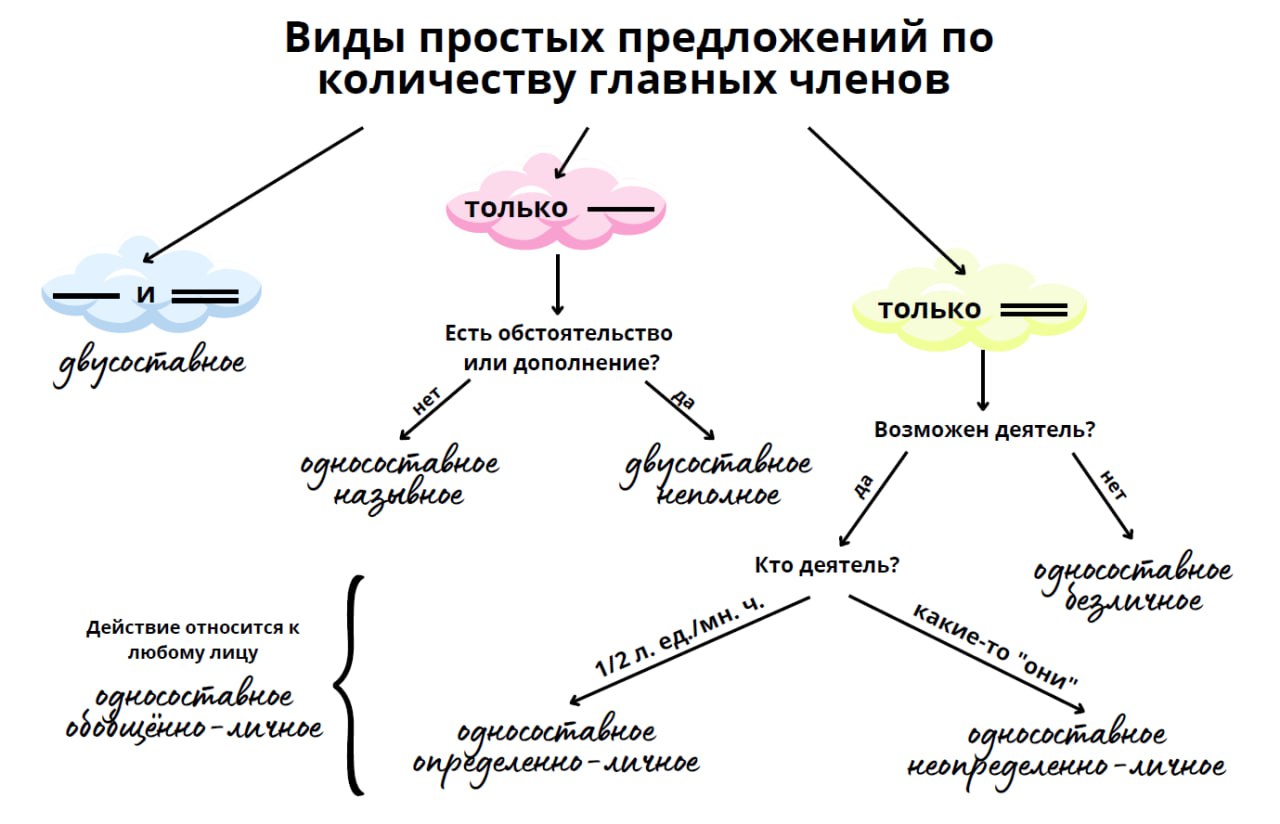 Виды простых предложений по
количеству главных членов
и
двусоставное
только
Есть обстоятельство
или дополнение?
нет
да
односоставное
назывное
двусоставное
неполное
только
Возможен деятель?
да
нет
Кто деятель?
односоставное
безличное
1/2 л. ед./мн. ч.
какие-то "они"
Действие относится к
любому лицу
односоставное
обобщённо-личное
односоставное
определенно-личное
односоставное
неопределенно-личное